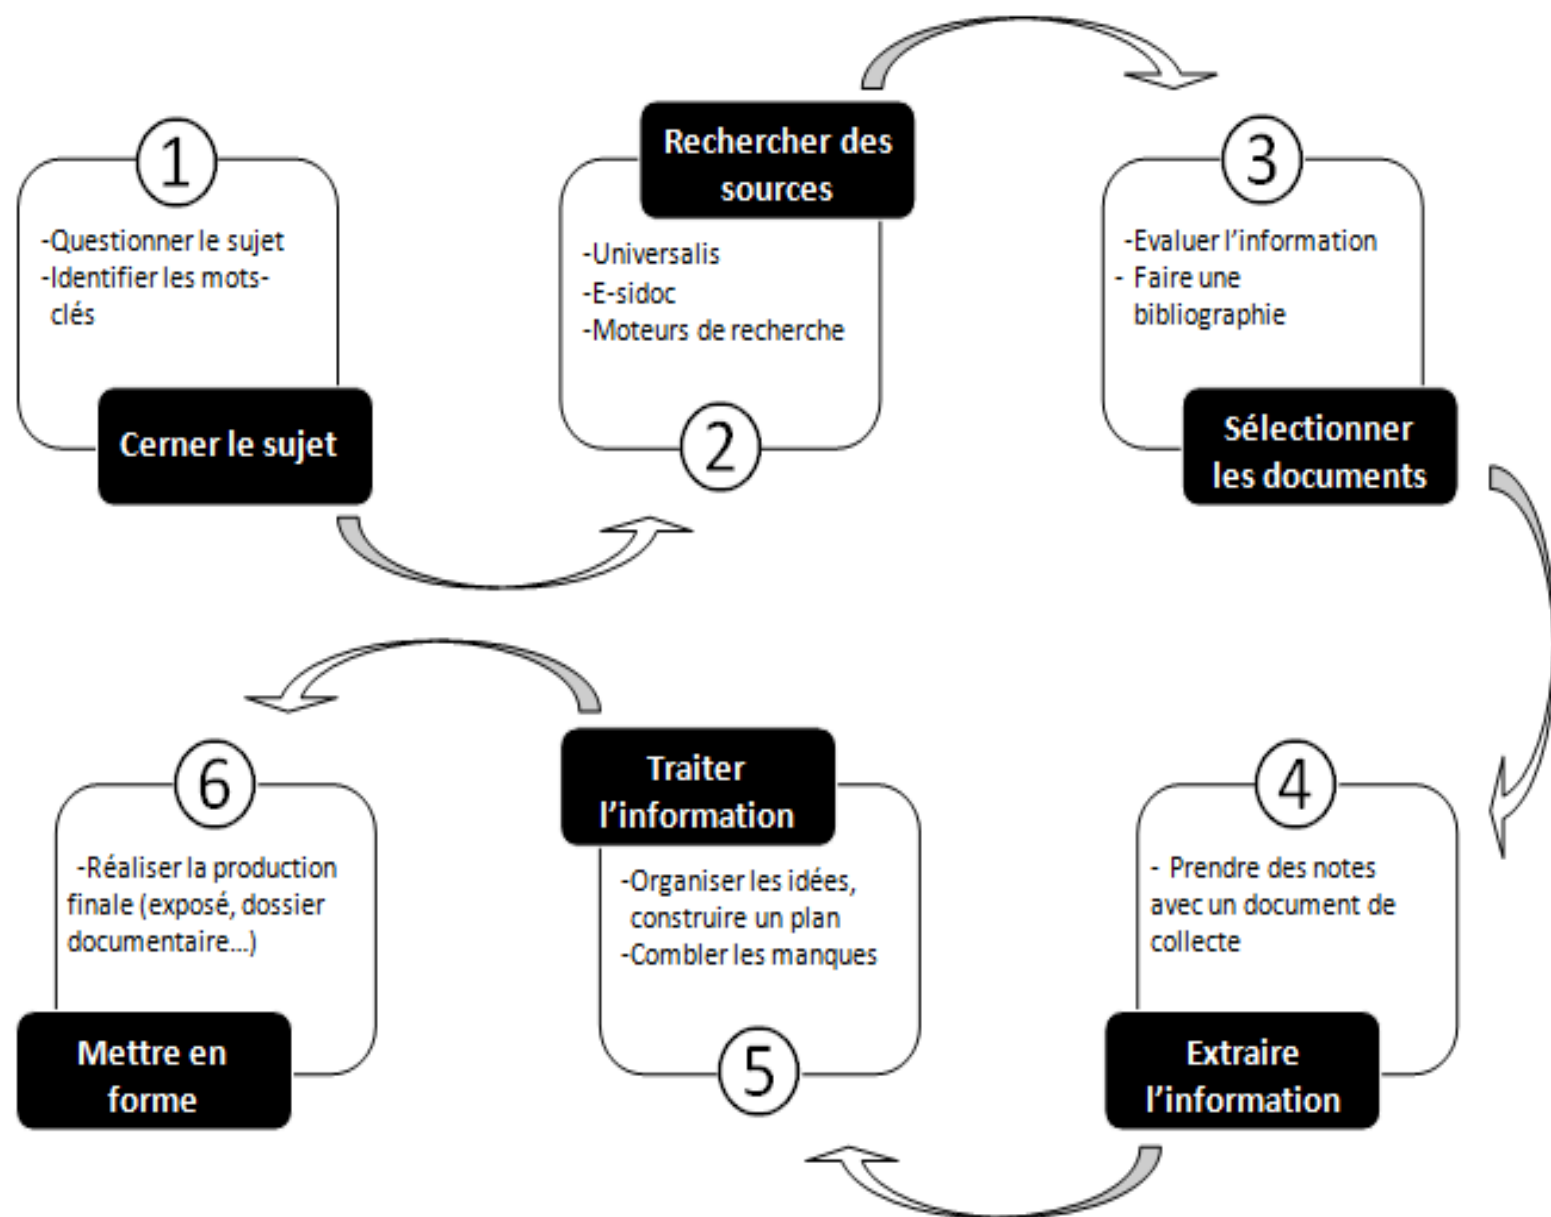 1
-Questionner le sujet
-Identifier les mots-
clés
Cerner le sujet
Rechercher des
sources
-Universalis
-E-sidoc
-Moteurs de recherche
2
3
-Evaluer l’information
- Faire une
bibliographie
Sélectionner
les documents
4
- Prendre des notes
avec un document de
collecte
Extraire
l’information
Traiter
l’information
-Organiser les idées,
construire un plan
-Combler les manques
5
6
-Réaliser la production
finale (exposé, dossier
documentaire...)
Mettre en
forme